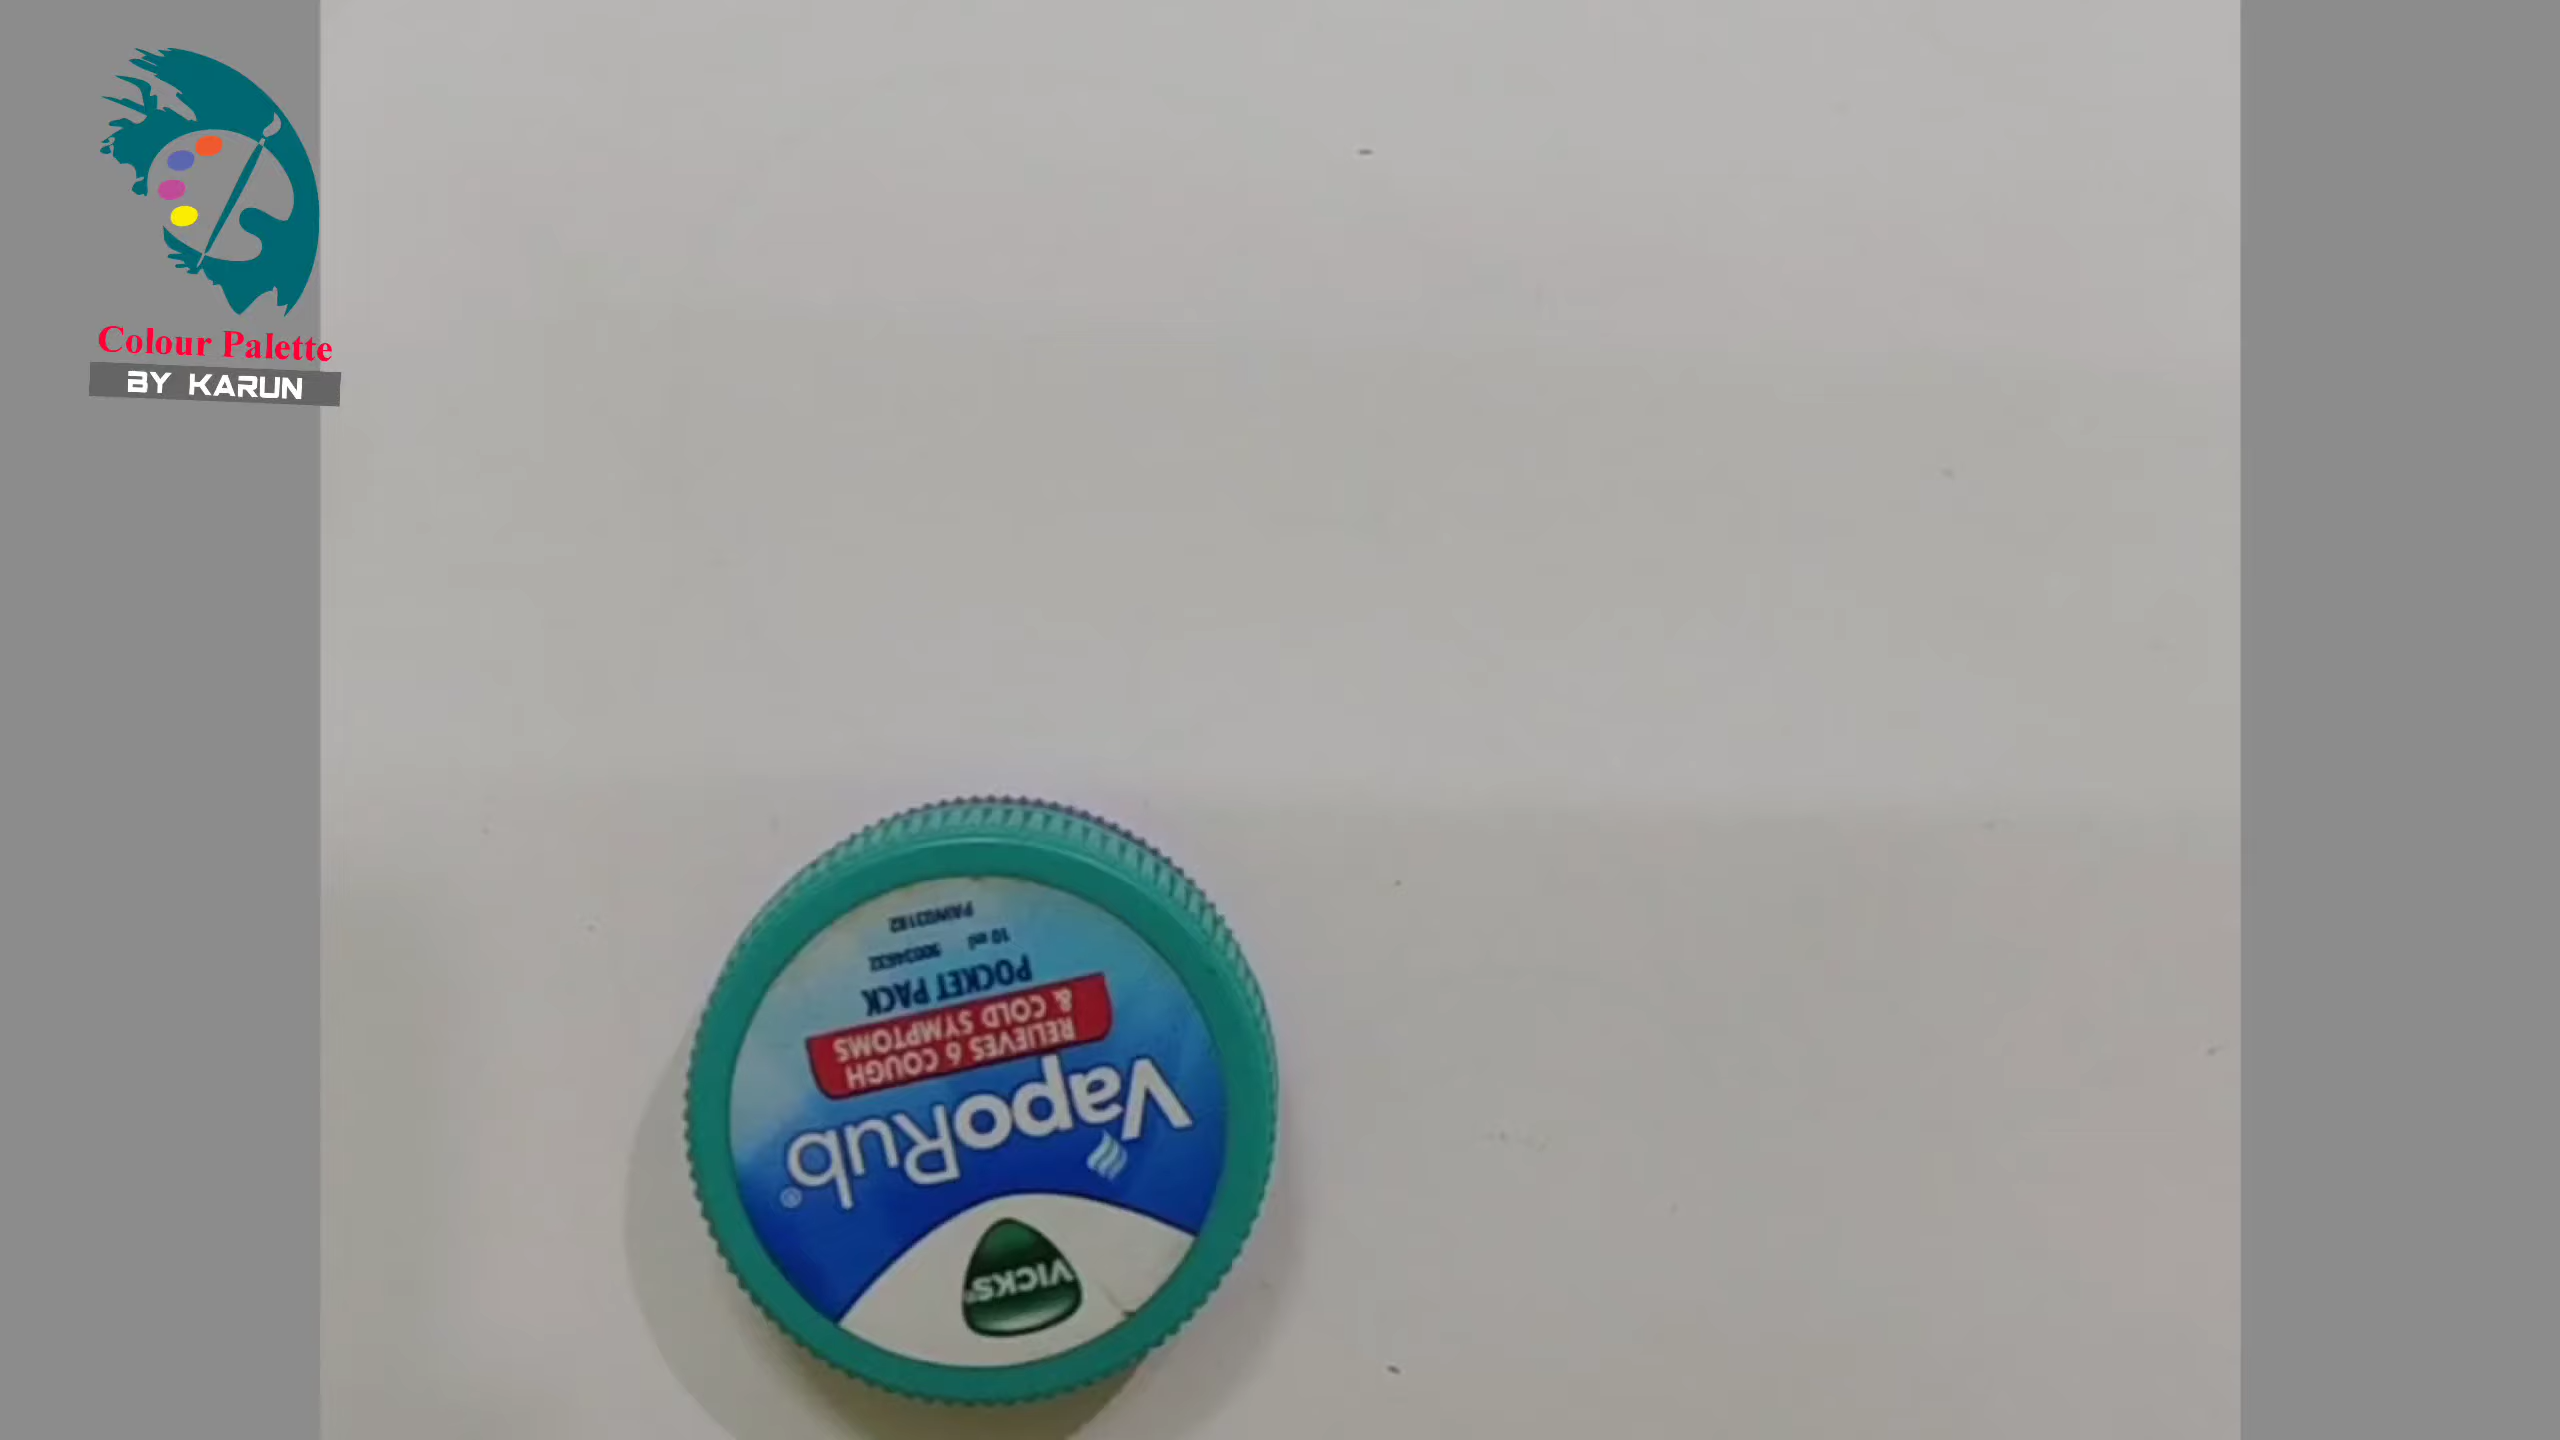 Colour Palette
BY KARUN
VICKS®
VapoRub®
RELIEVES 6 COUGH
& COLD SYMPTOMS
POCKET PACK
10 ml